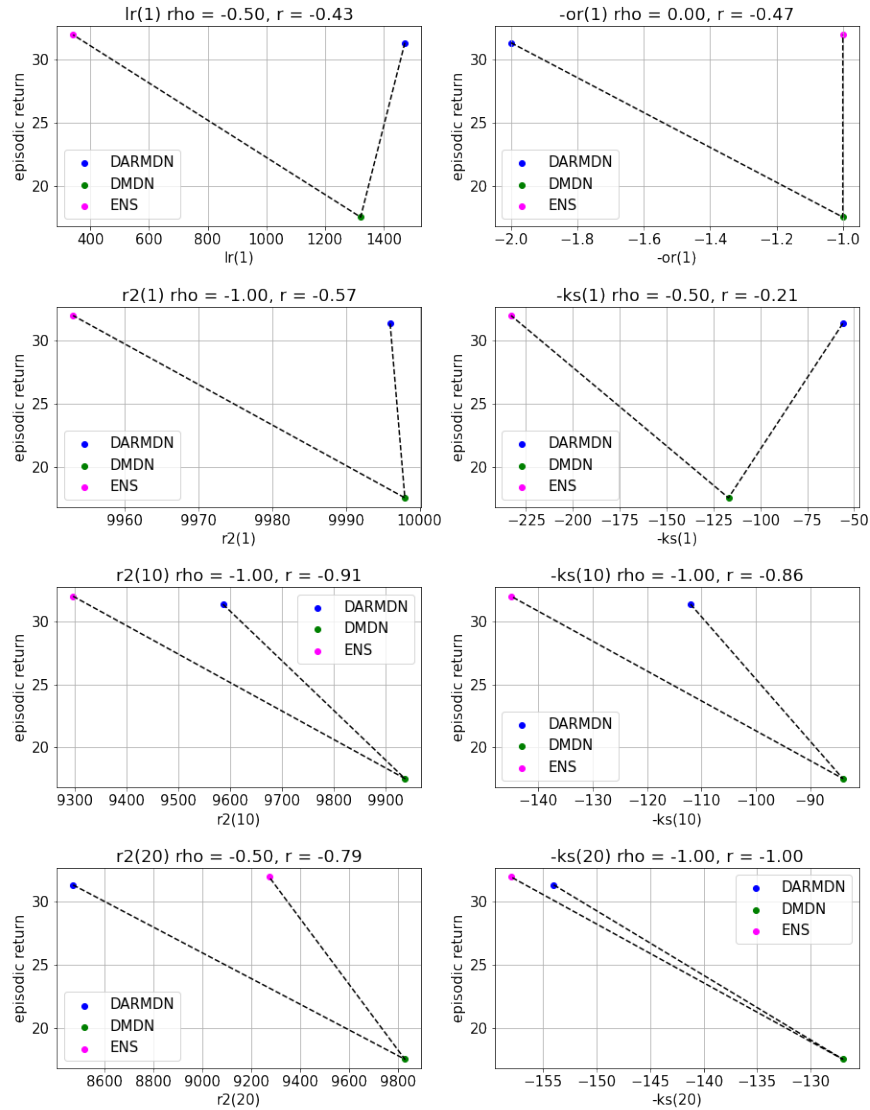 lr(1) rho = -0.50, r = -0.43
episodic return
30
25
20
DARMDN
DMDN
ENS
400 600 800 1000 1200 1400
lr(1)
-or(1) rho = 0.00, r = -0.47
episodic return
30
25
20
DARMDN
DMDN
ENS
−2.0 −1.8 −1.6 −1.4 −1.2 −1.0
-or(1)
r2(1) rho = -1.00, r = -0.57
episodic return
30
25
20
DARMDN
DMDN
ENS
9960 9970 9980 9990 10000
r2(1)
-ks(1) rho = -0.50, r = -0.21
episodic return
30
25
20
DARMDN
DMDN
ENS
−225 −200 −175 −150 −125 −100 −75 −50
-ks(1)
r2(10) rho = -1.00, r = -0.91
episodic return
30
25
20
DARMDN
DMDN
ENS
9300 9400 9500 9600 9700 9800 9900
r2(10)
-ks(10) rho = -1.00, r = -0.86
episodic return
30
25
20
DARMDN
DMDN
ENS
−140 −130 −120 −110 −100 −90
-ks(10)
r2(20) rho = -0.50, r = -0.79
episodic return
30
25
20
DARMDN
DMDN
ENS
8600 8800 9000 9200 9400 9600 9800
r2(20)
-ks(20) rho = -1.00, r = -1.00
episodic return
30
25
20
DARMDN
DMDN
ENS
−155 −150 −145 −140 −135 −130
-ks(20)